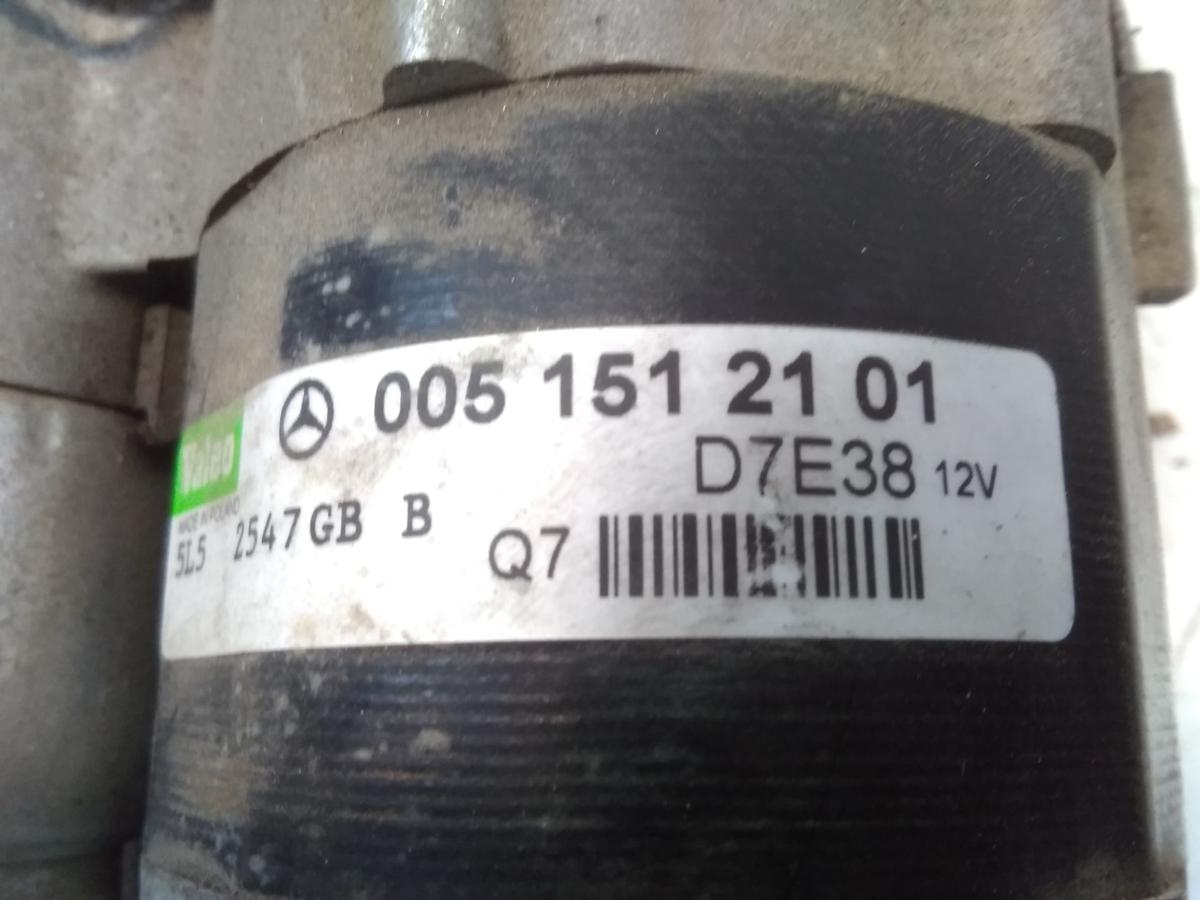 005 151 21 01
Valeo
D7E38 12V
MADE IN POLAND
5L5 2547GB B
Q7